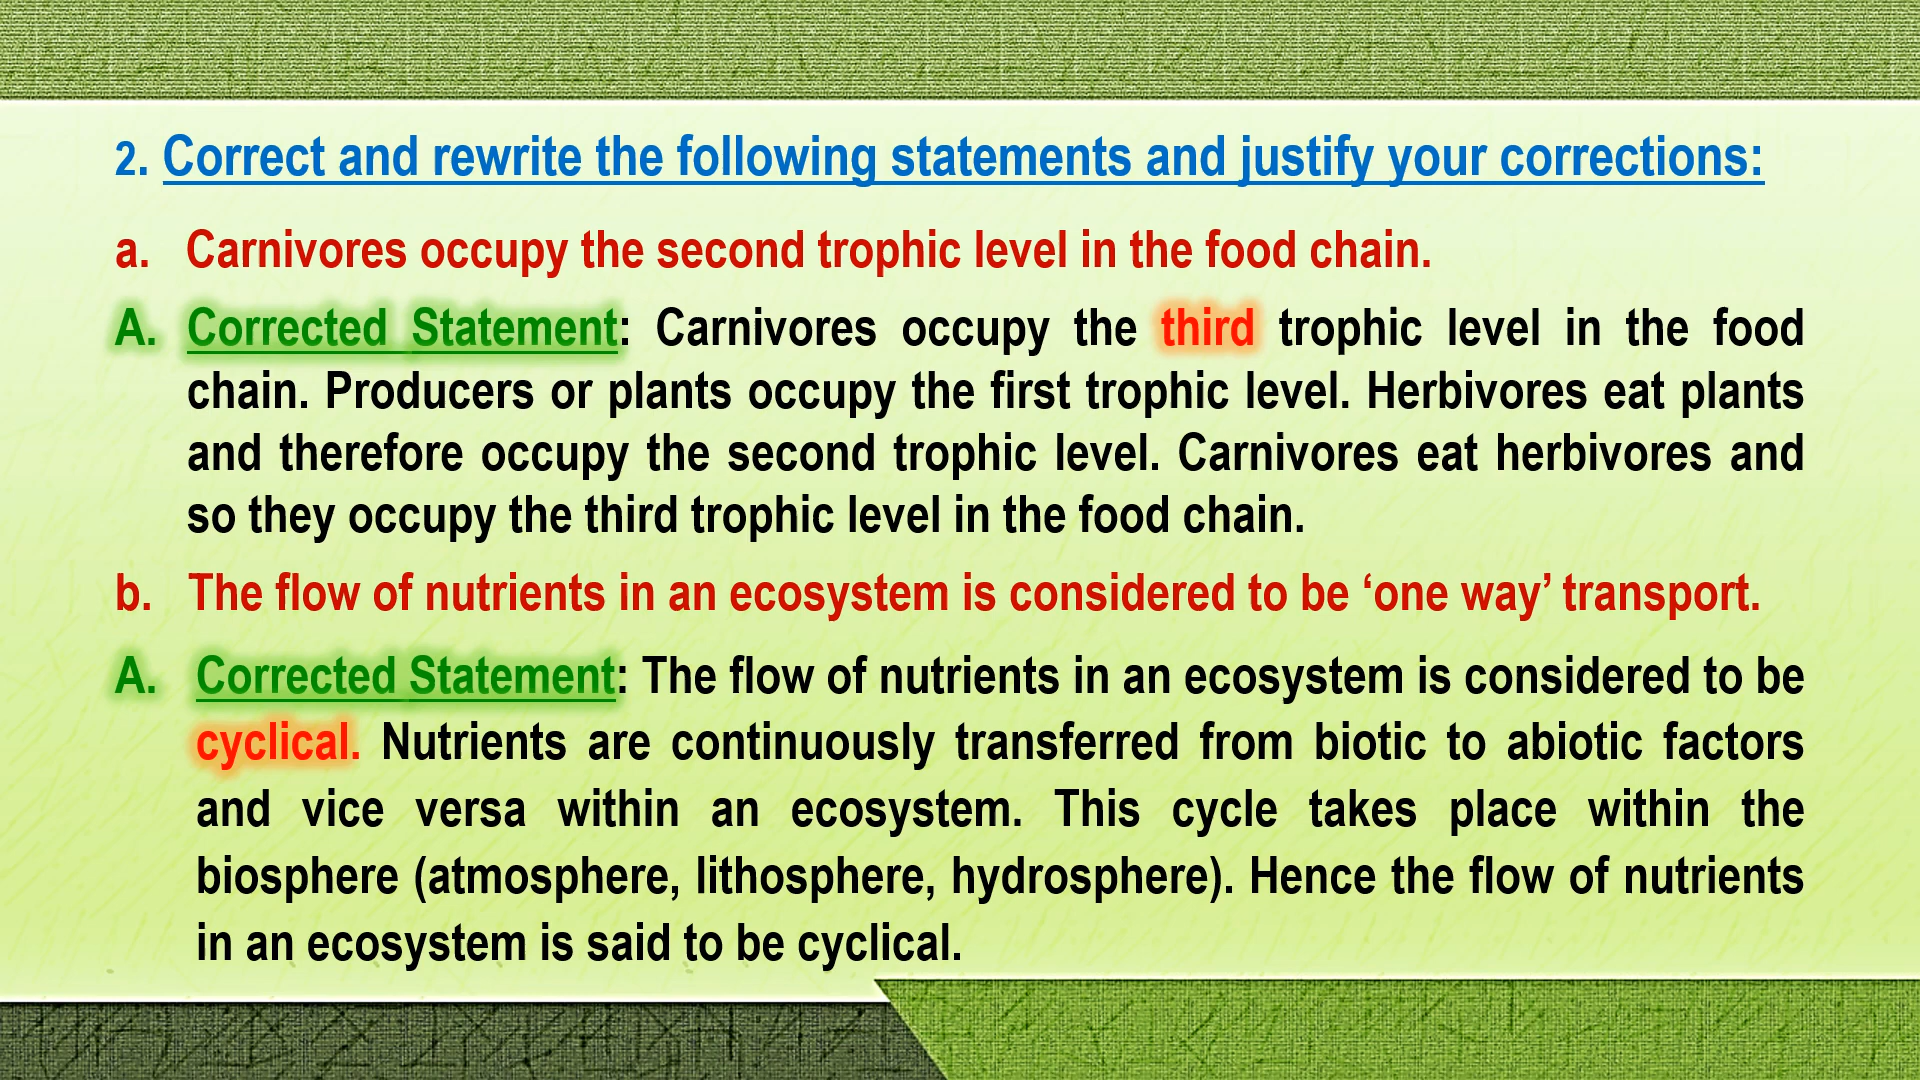 2. Correct and rewrite the following statements and justify your corrections:
a. Carnivores occupy the second trophic level in the food chain.
A. Corrected Statement: Carnivores occupy the third trophic level in the food
chain. Producers or plants occupy the first trophic level. Herbivores eat plants
and therefore occupy the second trophic level. Carnivores eat herbivores and
so they occupy the third trophic level in the food chain.
b. The flow of nutrients in an ecosystem is considered to be ‘one way’ transport.
A. Corrected Statement: The flow of nutrients in an ecosystem is considered to be
cyclical. Nutrients are continuously transferred from biotic to abiotic factors
and vice versa within an ecosystem. This cycle takes place within the
biosphere (atmosphere, lithosphere, hydrosphere). Hence the flow of nutrients
in an ecosystem is said to be cyclical.